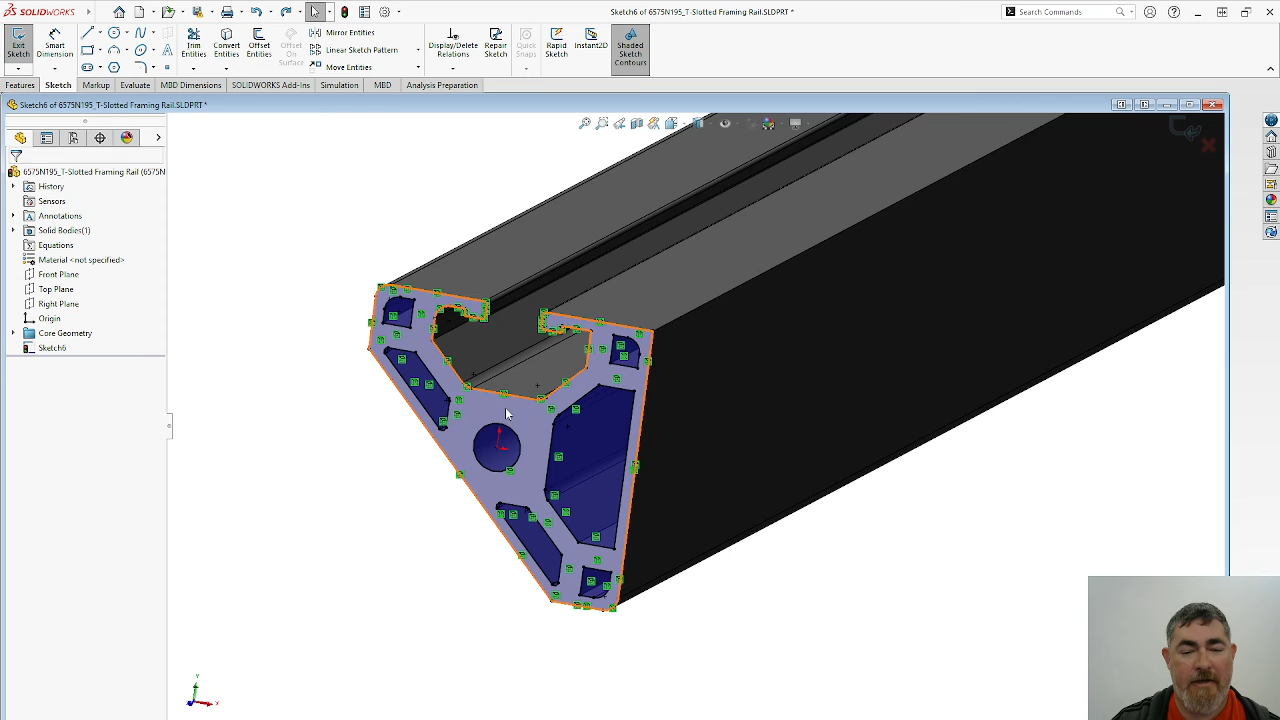 SOLIDWORKS
Sketch6 of 6575N195_T-Slotted Framing Rail.SLDPRT *
Search Commands
Exit Sketch
Smart Dimension
Trim Entities
Convert Entities
Offset Entities
Offset On Surface
Mirror Entities
Linear Sketch Pattern
Move Entities
Display/Delete Relations
Repair Sketch
Quick Snaps
Rapid Sketch
Instant2D
Shaded Sketch Contours
Features
Sketch
Markup
Evaluate
MBD Dimensions
SOLIDWORKS Add-Ins
Simulation
MBD
Analysis Preparation
Sketch6 of 6575N195_T-Slotted Framing Rail.SLDPRT *
6575N195_T-Slotted Framing Rail (6575N
History
Sensors
Annotations
Solid Bodies(1)
Equations
Material <not specified>
Front Plane
Top Plane
Right Plane
Origin
Core Geometry
Sketch6